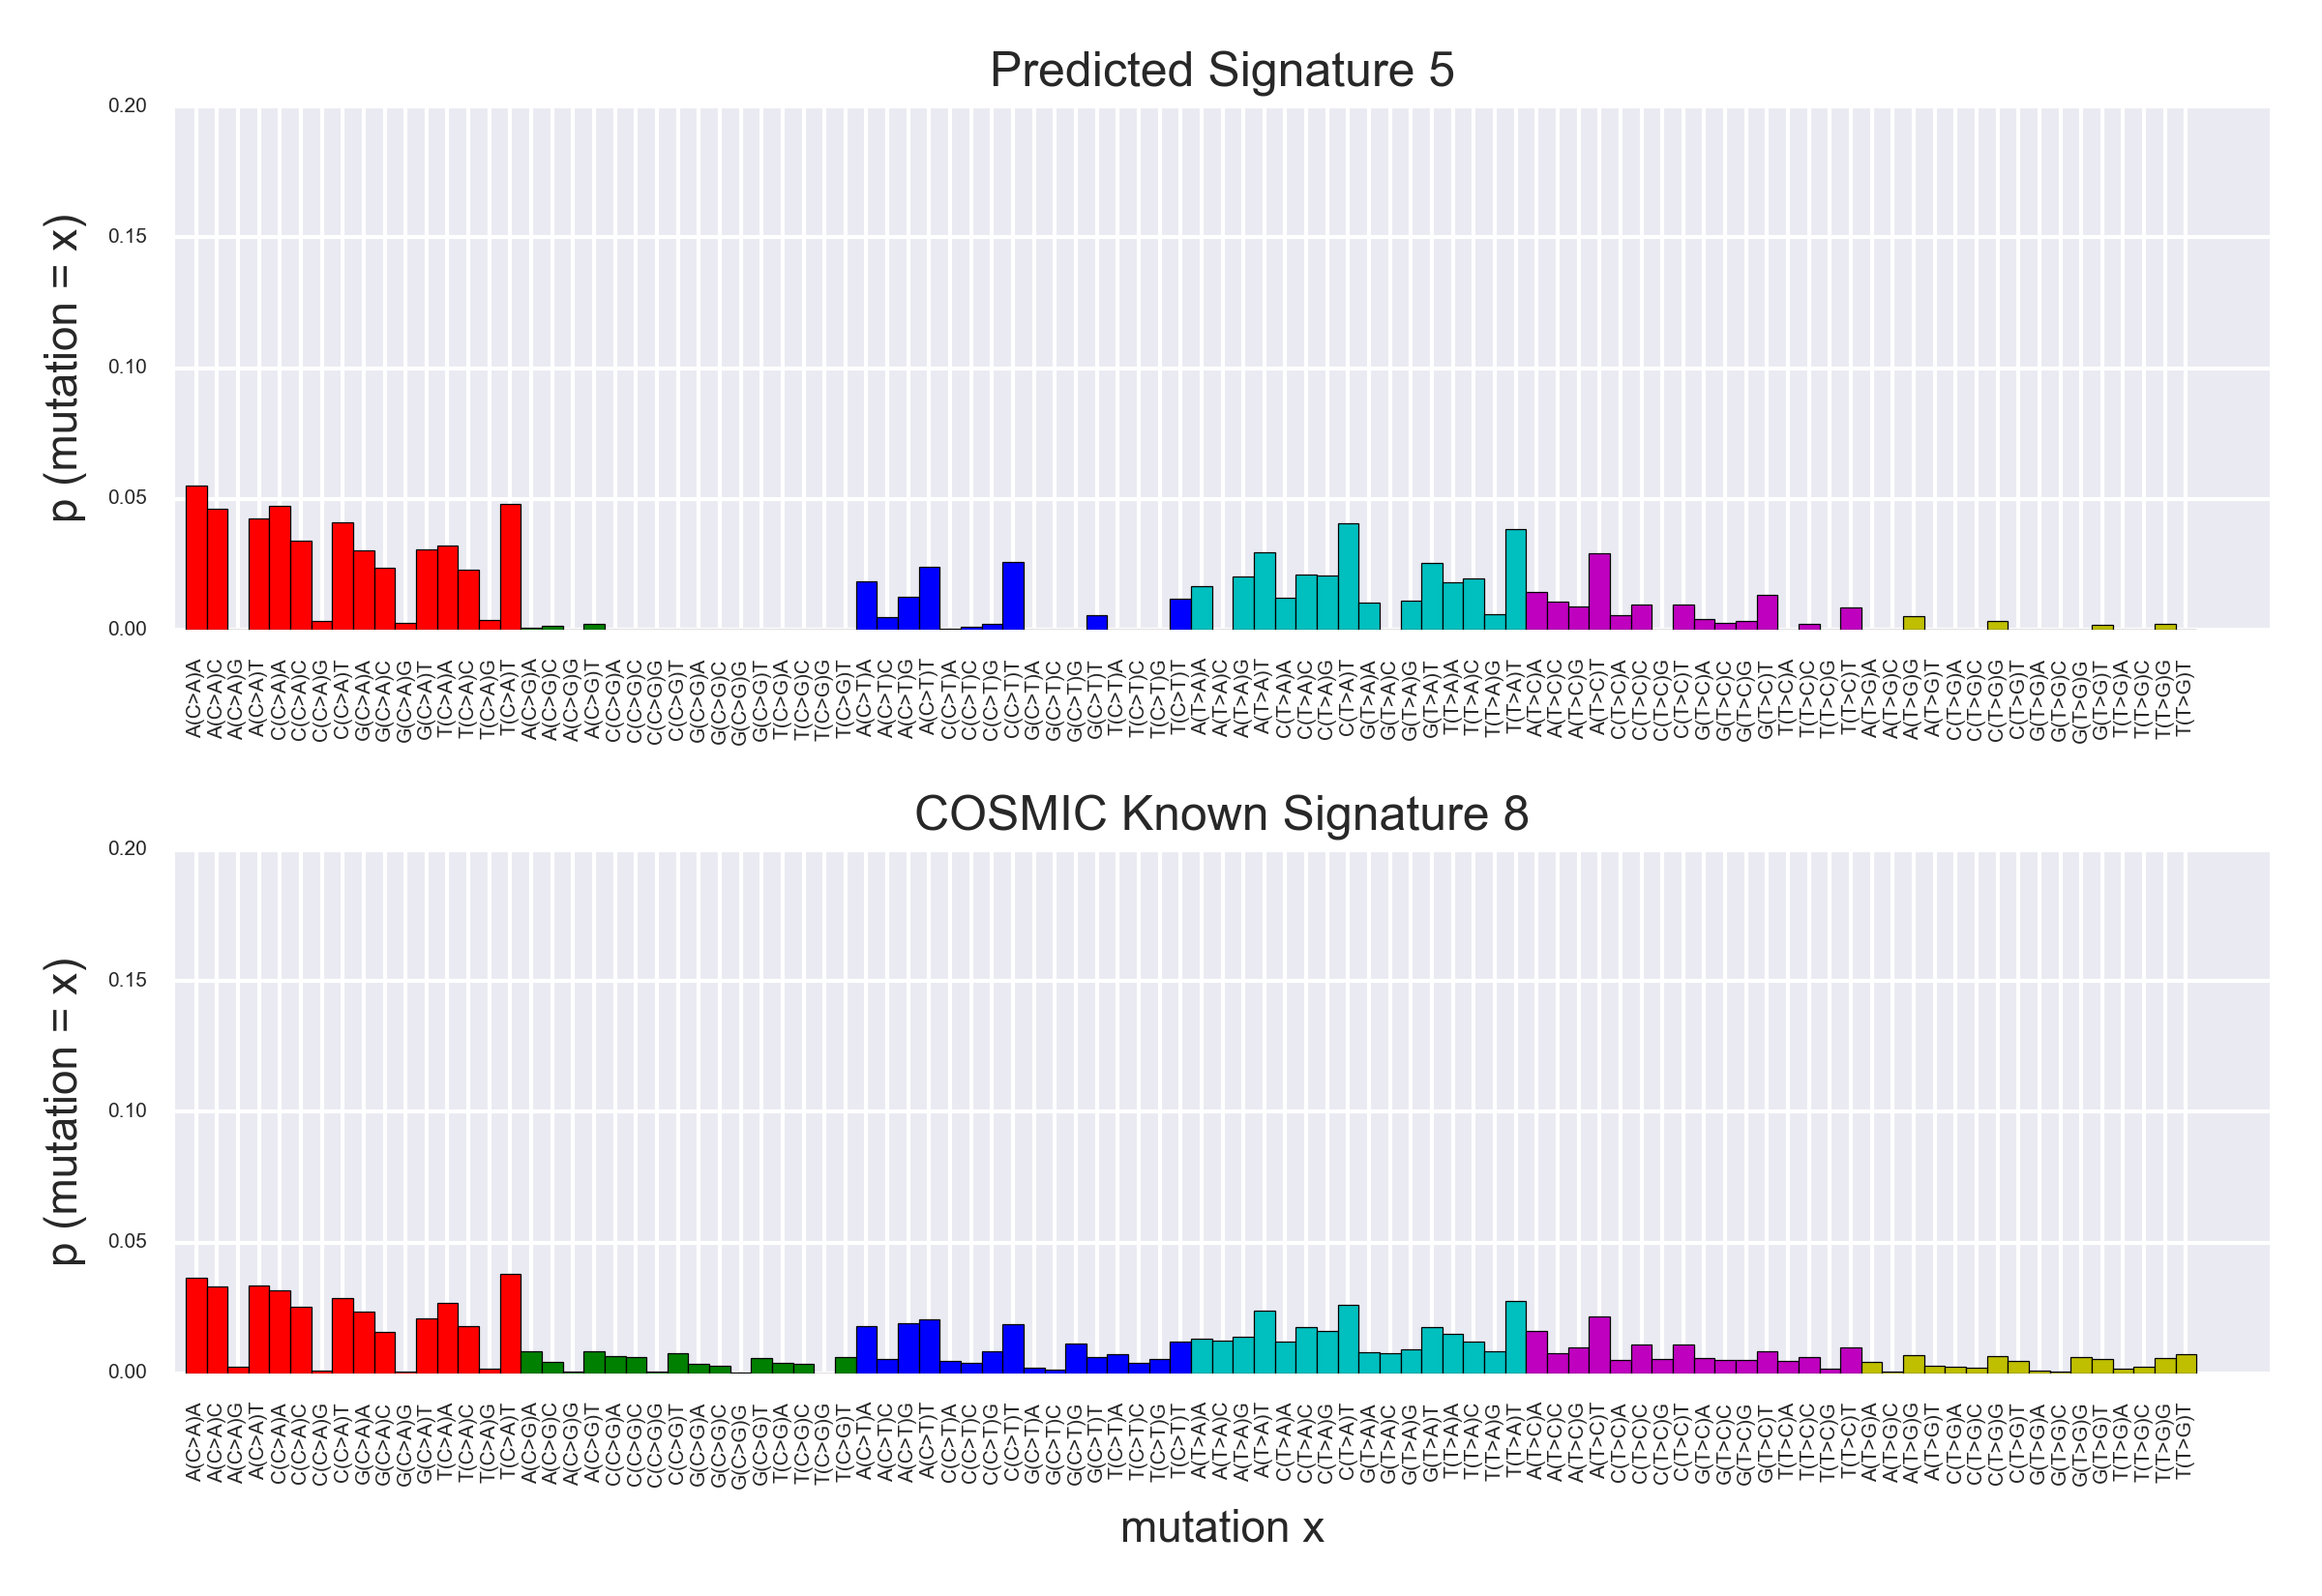 Predicted Signature 5
p (mutation = x)
0.20
0.15
0.10
0.05
0.00
A(C>A)A A(C>A)C A(C>A)G A(C>A)T C(C>A)A C(C>A)C C(C>A)G C(C>A)T G(C>A)A G(C>A)C G(C>A)G G(C>A)T T(C>A)A T(C>A)C T(C>A)G T(C>A)T A(C>G)A A(C>G)C A(C>G)G A(C>G)T C(C>G)A C(C>G)C C(C>G)G C(C>G)T G(C>G)A G(C>G)C G(C>G)G G(C>G)T T(C>G)A T(C>G)C T(C>G)G T(C>G)T A(C>T)A A(C>T)C A(C>T)G A(C>T)T C(C>T)A C(C>T)C C(C>T)G C(C>T)T G(C>T)A G(C>T)C G(C>T)G G(C>T)T T(C>T)A T(C>T)C T(C>T)G T(C>T)T A(T>A)A A(T>A)C A(T>A)G A(T>A)T C(T>A)A C(T>A)C C(T>A)G C(T>A)T G(T>A)A G(T>A)C G(T>A)G G(T>A)T T(T>A)A T(T>A)C T(T>A)G T(T>A)T A(T>C)A A(T>C)C A(T>C)G A(T>C)T C(T>C)A C(T>C)C C(T>C)G C(T>C)T G(T>C)A G(T>C)C G(T>C)G G(T>C)T T(T>C)A T(T>C)C T(T>C)G T(T>C)T A(T>G)A A(T>G)C A(T>G)G A(T>G)T C(T>G)A C(T>G)C C(T>G)G C(T>G)T G(T>G)A G(T>G)C G(T>G)G G(T>G)T T(T>G)A T(T>G)C T(T>G)G T(T>G)T
COSMIC Known Signature 8
p (mutation = x)
0.20
0.15
0.10
0.05
0.00
A(C>A)A A(C>A)C A(C>A)G A(C>A)T C(C>A)A C(C>A)C C(C>A)G C(C>A)T G(C>A)A G(C>A)C G(C>A)G G(C>A)T T(C>A)A T(C>A)C T(C>A)G T(C>A)T A(C>G)A A(C>G)C A(C>G)G A(C>G)T C(C>G)A C(C>G)C C(C>G)G C(C>G)T G(C>G)A G(C>G)C G(C>G)G G(C>G)T T(C>G)A T(C>G)C T(C>G)G T(C>G)T A(C>T)A A(C>T)C A(C>T)G A(C>T)T C(C>T)A C(C>T)C C(C>T)G C(C>T)T G(C>T)A G(C>T)C G(C>T)G G(C>T)T T(C>T)A T(C>T)C T(C>T)G T(C>T)T A(T>A)A A(T>A)C A(T>A)G A(T>A)T C(T>A)A C(T>A)C C(T>A)G C(T>A)T G(T>A)A G(T>A)C G(T>A)G G(T>A)T T(T>A)A T(T>A)C T(T>A)G T(T>A)T A(T>C)A A(T>C)C A(T>C)G A(T>C)T C(T>C)A C(T>C)C C(T>C)G C(T>C)T G(T>C)A G(T>C)C G(T>C)G G(T>C)T T(T>C)A T(T>C)C T(T>C)G T(T>C)T A(T>G)A A(T>G)C A(T>G)G A(T>G)T C(T>G)A C(T>G)C C(T>G)G C(T>G)T G(T>G)A G(T>G)C G(T>G)G G(T>G)T T(T>G)A T(T>G)C T(T>G)G T(T>G)T
mutation x